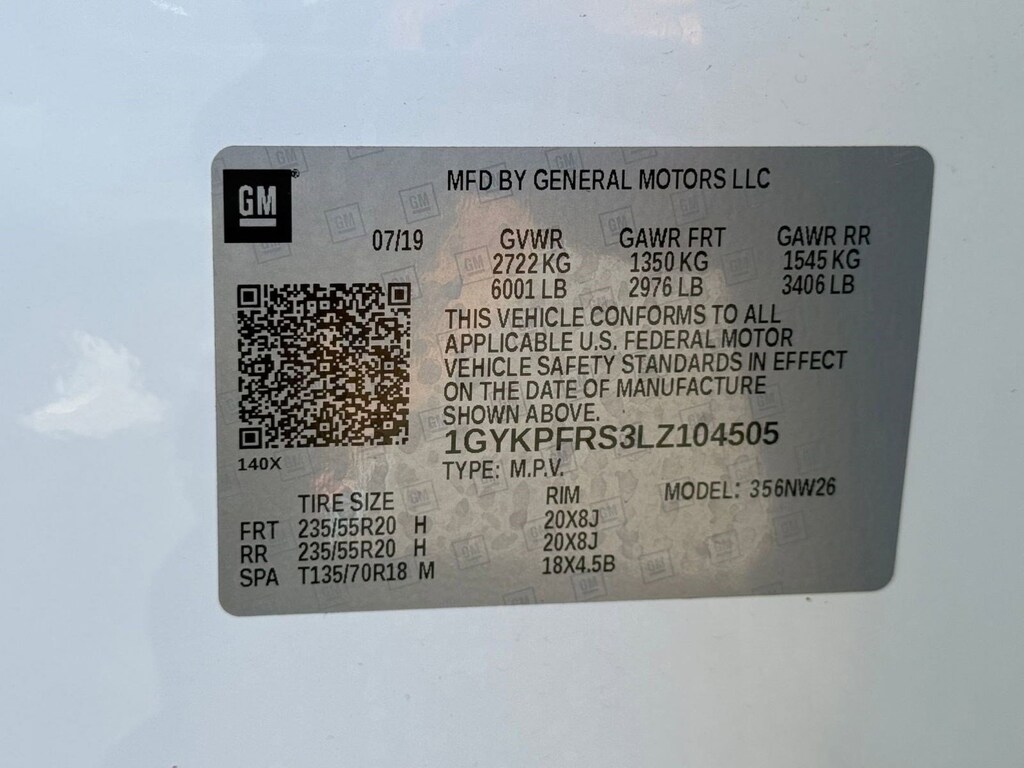 GM ®
MFD BY GENERAL MOTORS LLC
07/19 GVWR GAWR FRT GAWR RR
2722 KG 1350 KG 1545 KG
6001 LB 2976 LB 3406 LB
THIS VEHICLE CONFORMS TO ALL
APPLICABLE U.S. FEDERAL MOTOR
VEHICLE SAFETY STANDARDS IN EFFECT
ON THE DATE OF MANUFACTURE
SHOWN ABOVE.
1GYKPFRS3LZ104505
140X
TYPE: M.P.V.
TIRE SIZE RIM MODEL: 356NW26
FRT 235/55R20 H 20X8J
RR 235/55R20 H 20X8J
SPA T135/70R18 M 18X4.5B